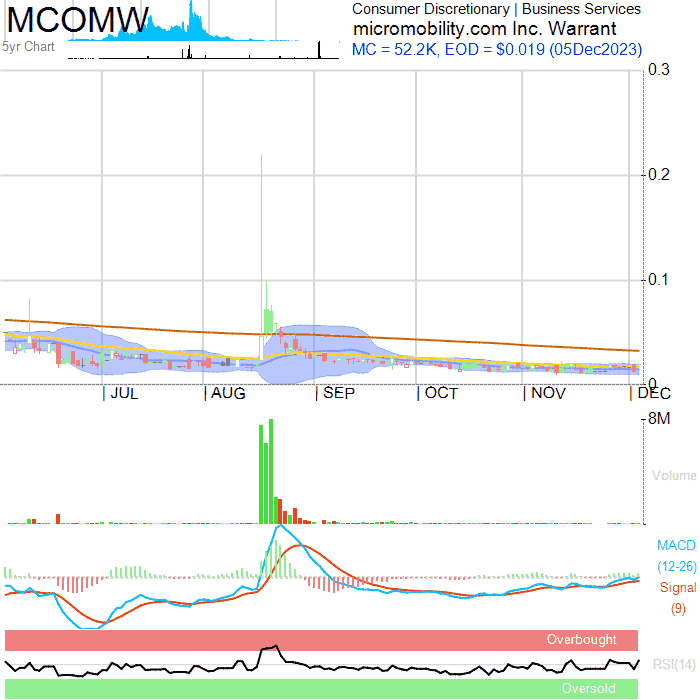 MCOMW
5yr Chart
Consumer Discretionary | Business Services
micromobility.com Inc. Warrant
MC = 52.2K, EOD = $0.019 (05Dec2023)
0.3
0.2
0.1
0
JUL AUG SEP OCT NOV DEC
8M
Volume
MACD
(12-26)
Signal
(9)
Overbought
RSI(14)
Oversold